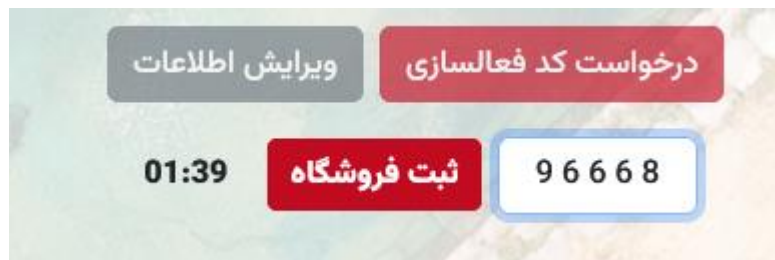 درخواست کد فعالسازی ویرایش اطلاعات
96668 ثبت فروشگاه 01:39